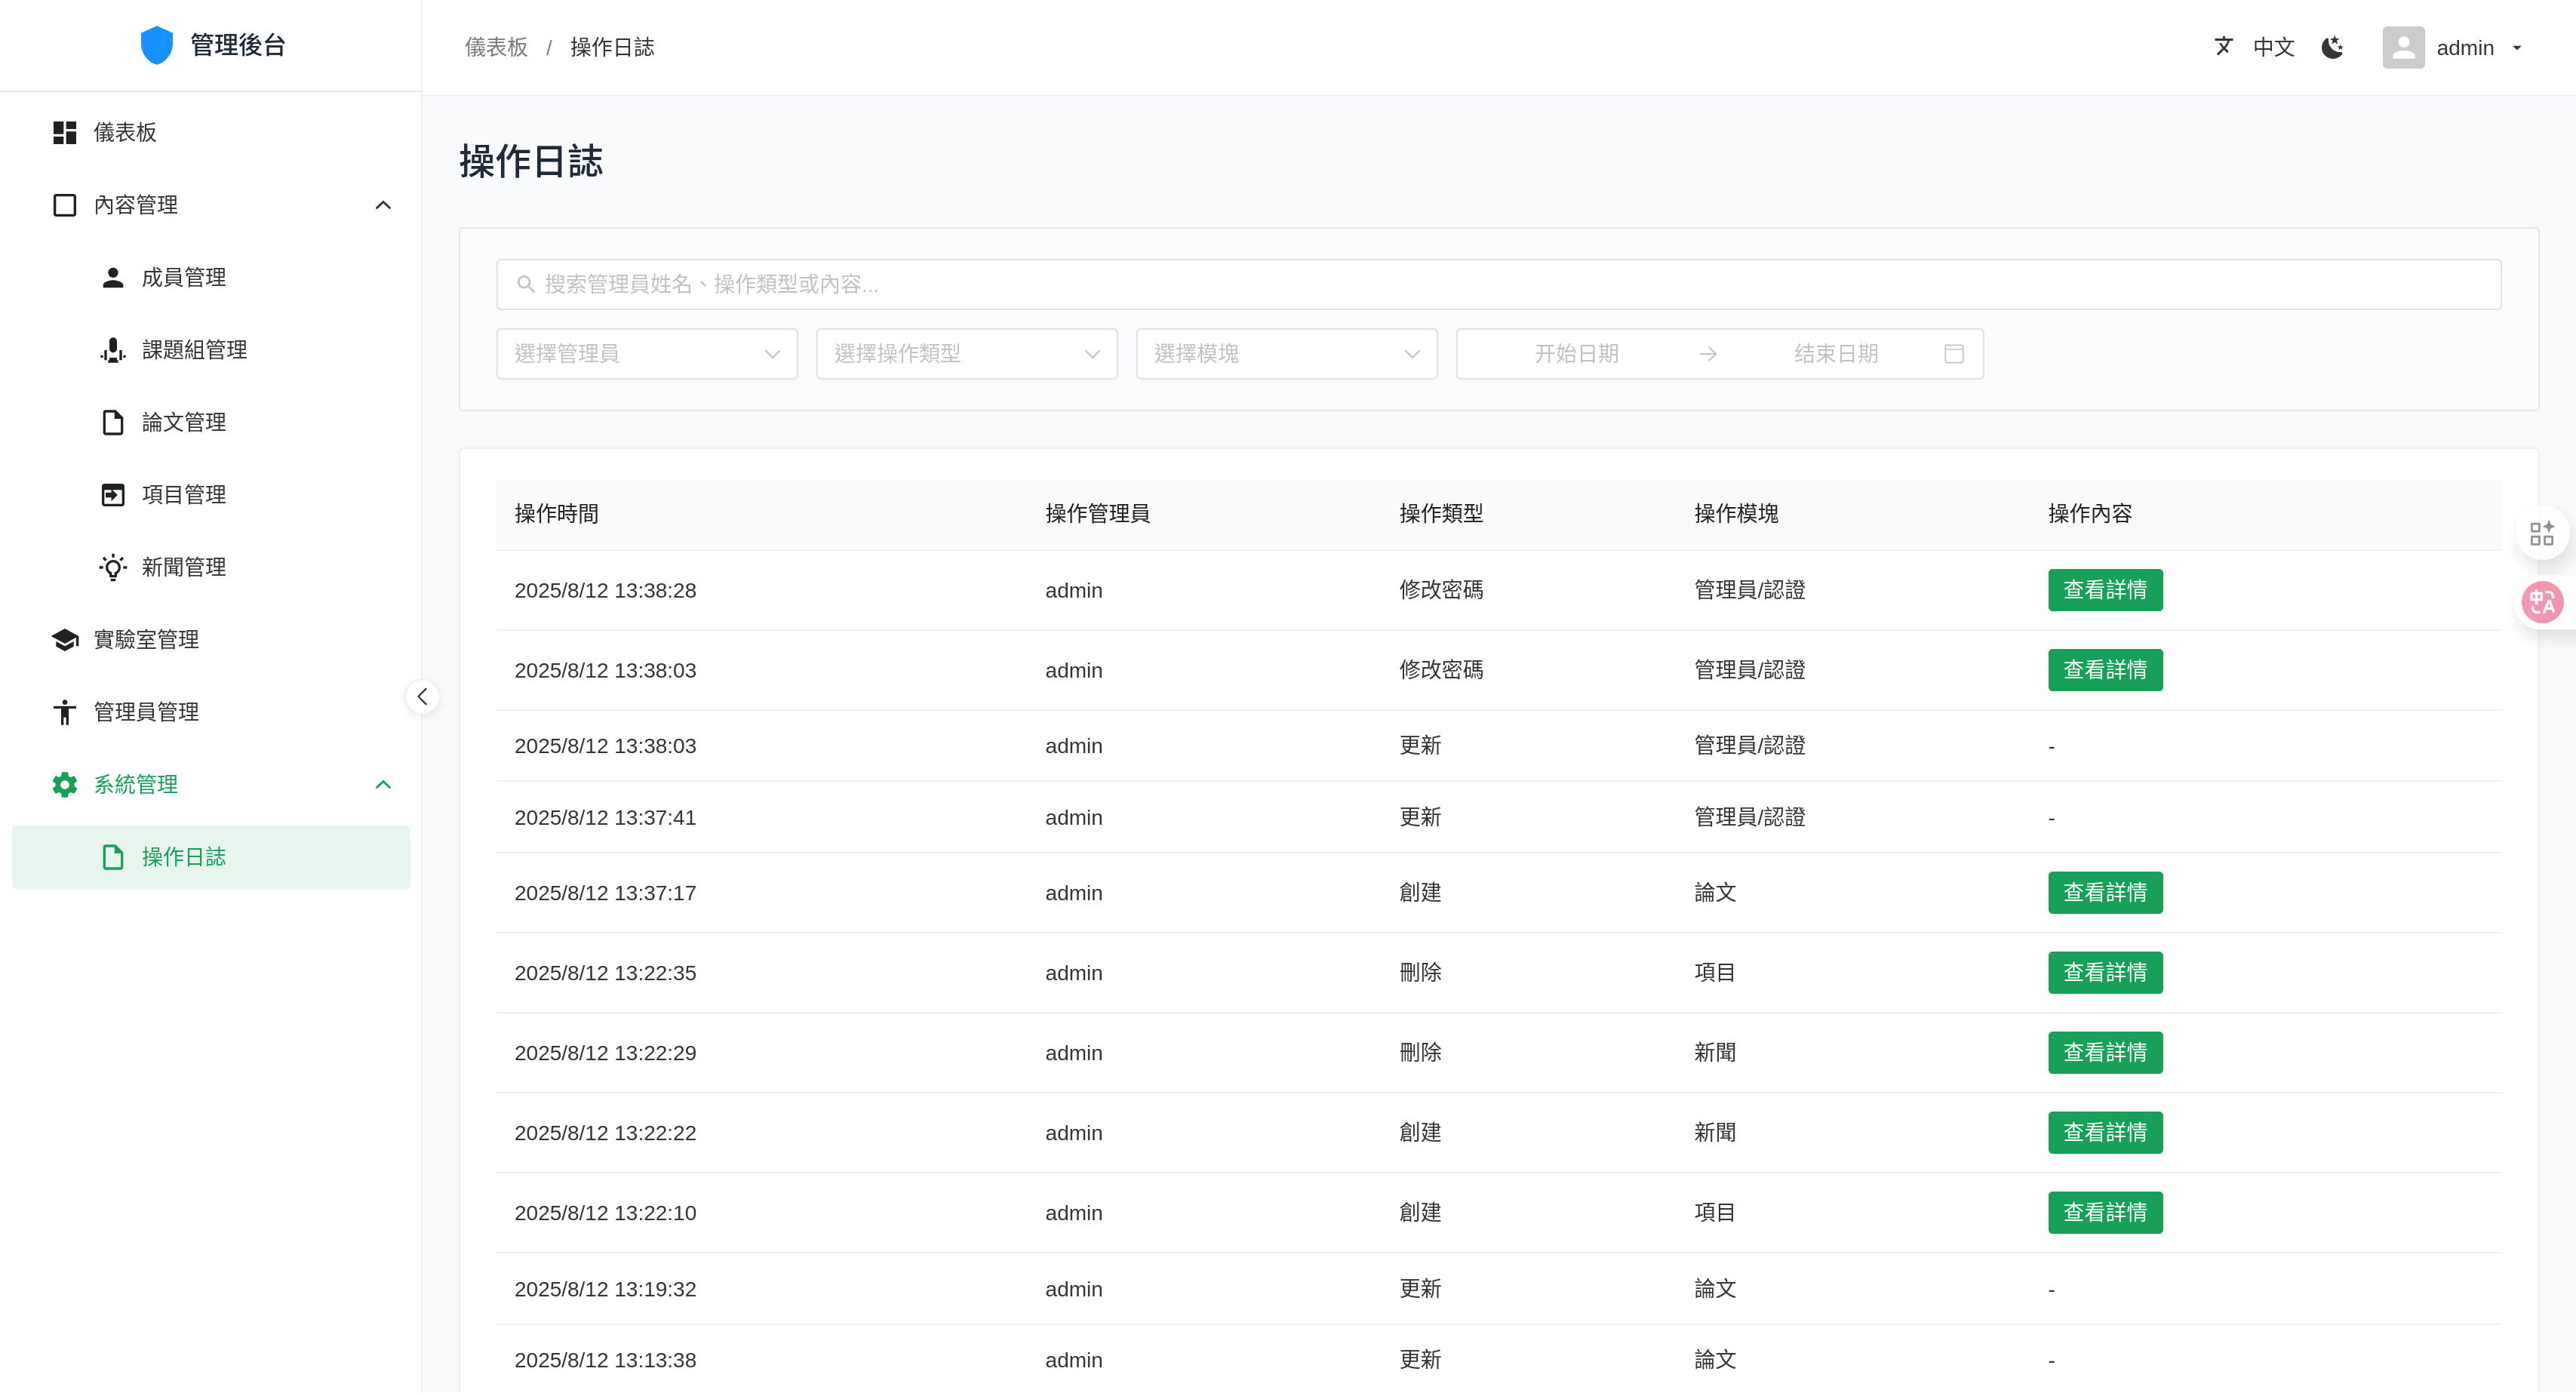 管理後台
儀表板 / 操作日誌
中文
admin
儀表板
內容管理
成員管理
課題組管理
論文管理
項目管理
新聞管理
實驗室管理
管理員管理
系統管理
操作日誌
操作日誌
搜索管理員姓名、操作類型或內容...
選擇管理員 選擇操作類型 選擇模塊 开始日期 结束日期
操作時間 操作管理員 操作類型 操作模塊 操作內容
2025/8/12 13:38:28 admin 修改密碼 管理員/認證 查看詳情
2025/8/12 13:38:03 admin 修改密碼 管理員/認證 查看詳情
2025/8/12 13:38:03 admin 更新 管理員/認證 -
2025/8/12 13:37:41 admin 更新 管理員/認證 -
2025/8/12 13:37:17 admin 創建 論文 查看詳情
2025/8/12 13:22:35 admin 刪除 項目 查看詳情
2025/8/12 13:22:29 admin 刪除 新聞 查看詳情
2025/8/12 13:22:22 admin 創建 新聞 查看詳情
2025/8/12 13:22:10 admin 創建 項目 查看詳情
2025/8/12 13:19:32 admin 更新 論文 -
2025/8/12 13:13:38 admin 更新 論文 -